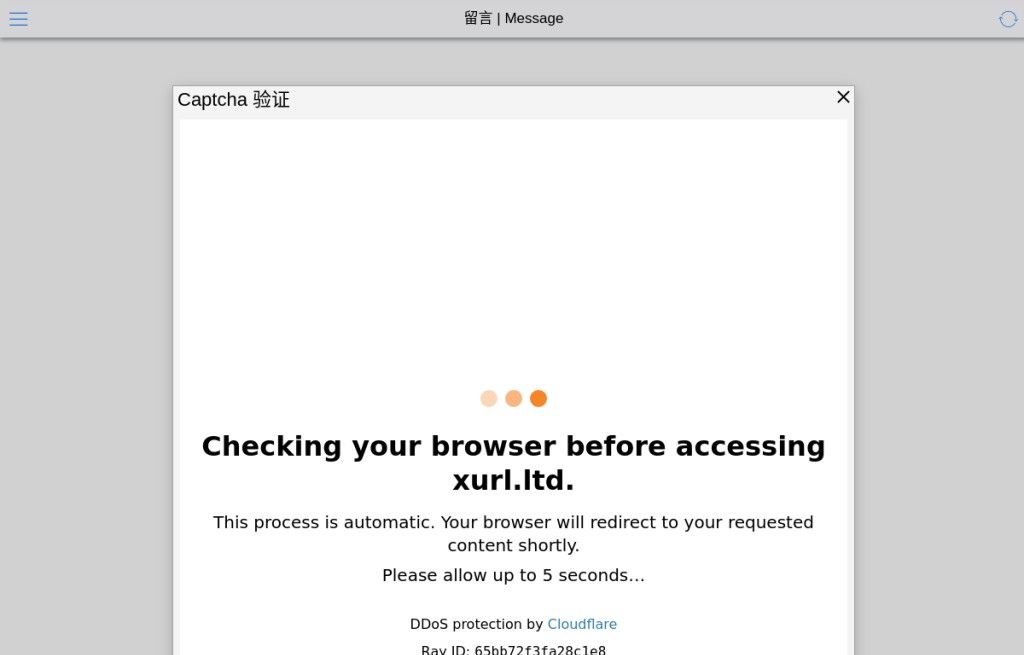 留言 | Message
Captcha 验证
Checking your browser before accessing
xurl.ltd.
This process is automatic. Your browser will redirect to your requested
content shortly.
Please allow up to 5 seconds...
DDoS protection by Cloudflare
Ray ID: 65bb72f3fa28c1e8